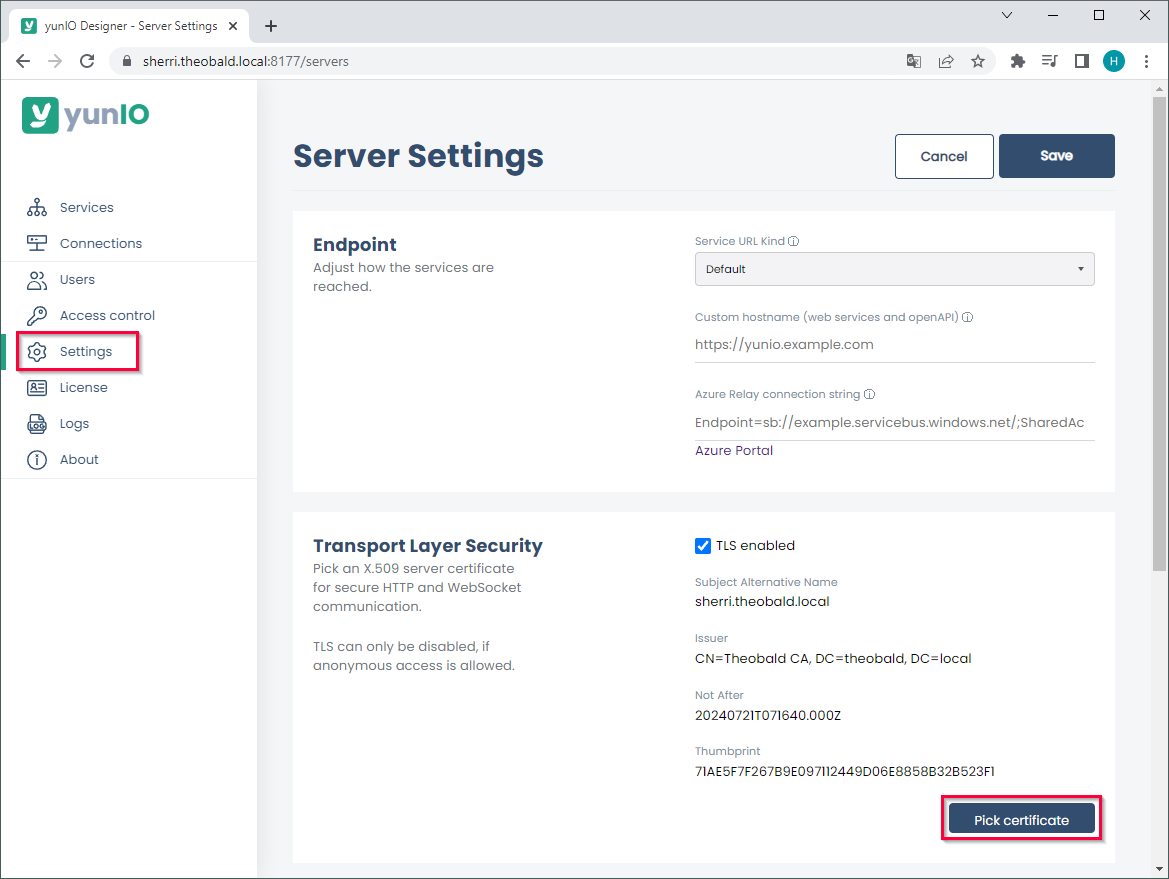 yunIO Designer - Server Settings
sherri.theobald.local:8177/servers
H
yunIO
Services
Connections
Users
Access control
Settings
License
Logs
About
Server Settings
Cancel
Save
Endpoint
Adjust how the services are
reached.
Service URL Kind
Default
Custom hostname (web services and openAPI)
https://yunio.example.com
Azure Relay connection string
Endpoint=sb://example.servicebus.windows.net/;SharedAc
Azure Portal
Transport Layer Security
Pick an X.509 server certificate
for secure HTTP and WebSocket
communication.
TLS can only be disabled, if
anonymous access is allowed.
TLS enabled
Subject Alternative Name
sherri.theobald.local
Issuer
CN=Theobald CA, DC=theobald, DC=local
Not After
20240721T071640.000Z
Thumbprint
71AE5F7F267B9E097112449D06E8858B32B523F1
Pick certificate